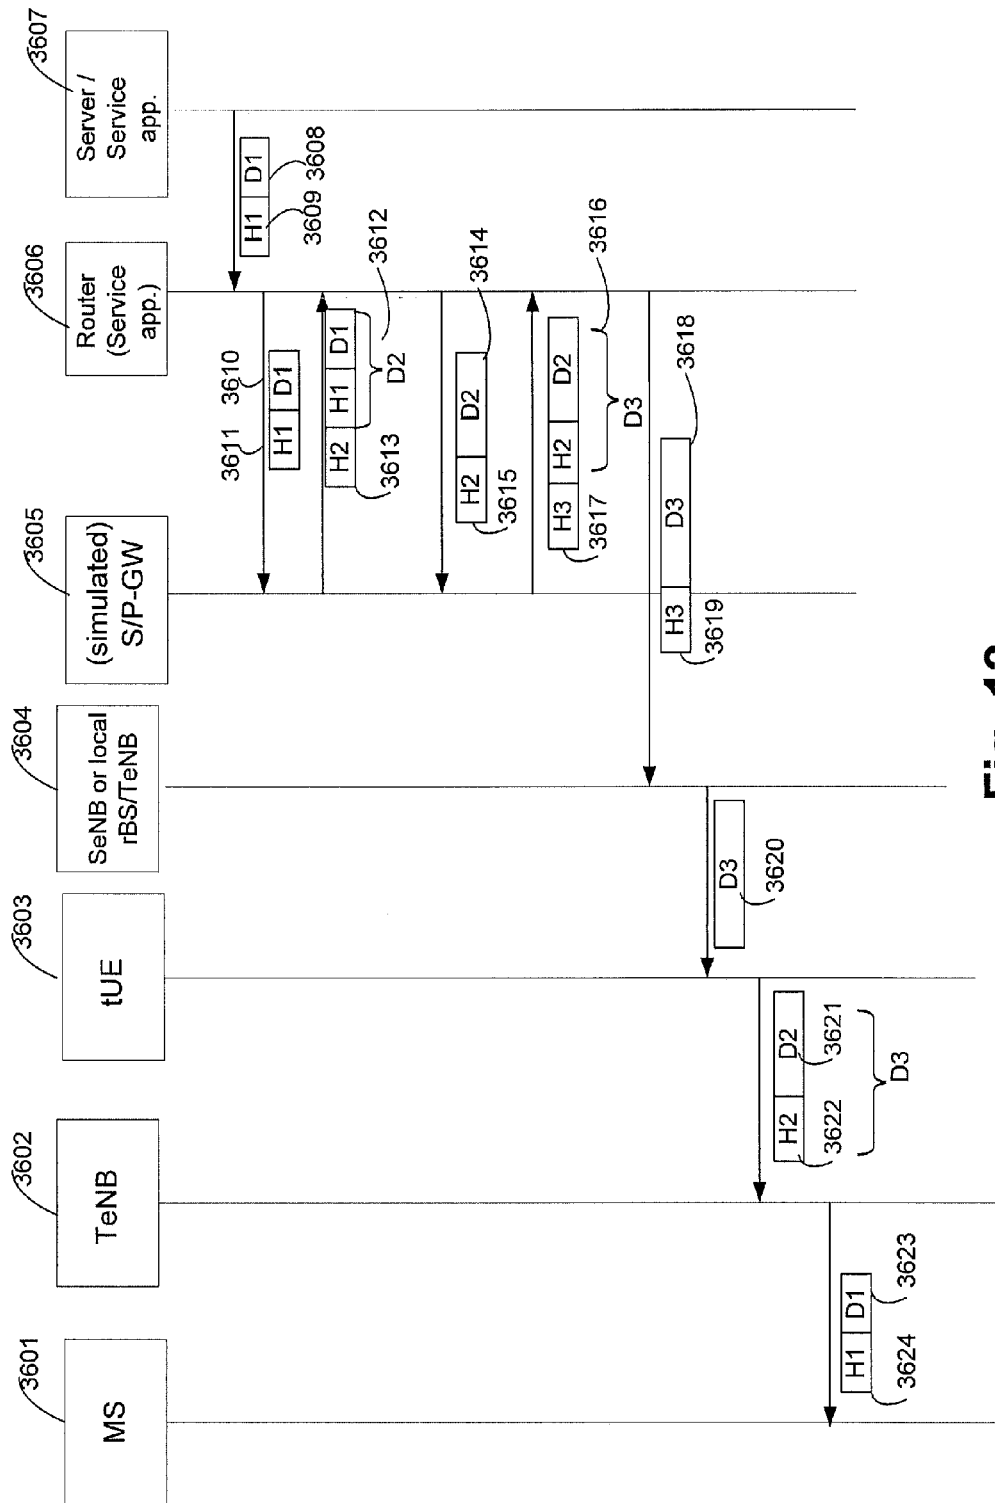 3601
MS
3602
TeNB
3603
tUE
3604
SeNB or local
rBS/TeNB
3605
(simulated)
S/P-GW
3606
Router
(Service
app.)
3607
Server /
Service
app.
H1 D1
3609 3608
3611 3610
H1 D1
H2 H1 D1
3613
D2
3612
H2 D2
3615
3614
H3 H2 D2
3617
D3
3616
H3 D3
3619
3618
D3
3620
H2 D2
3622 3621
D3
H1 D1
3624 3623